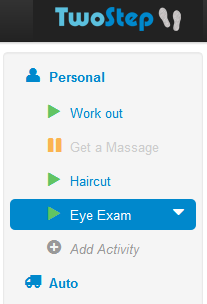 TwoStep
Personal
Work out
Get a Massage
Haircut
Eye Exam
Add Activity
Auto